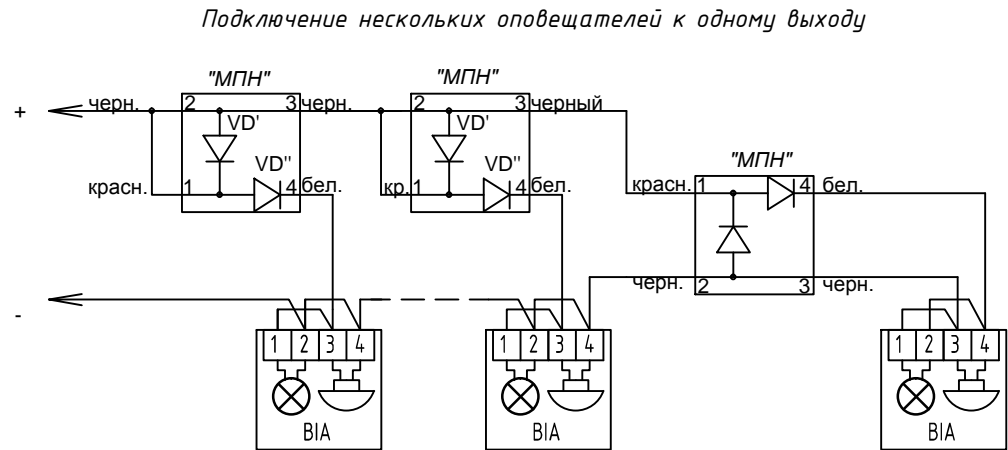 Подключение нескольких оповещателей к одному выходу
"МПН" "МПН"
+ черн. 2 3 черн. 2 3 черный
VD' VD'
"МПН"
VD" VD"
красн. 1 4 бел. кр. 1 4 бел. красн. 1 4 бел.
черн. 2 3 черн.
-
1 2 3 4 1 2 3 4 1 2 3 4
BIA BIA BIA